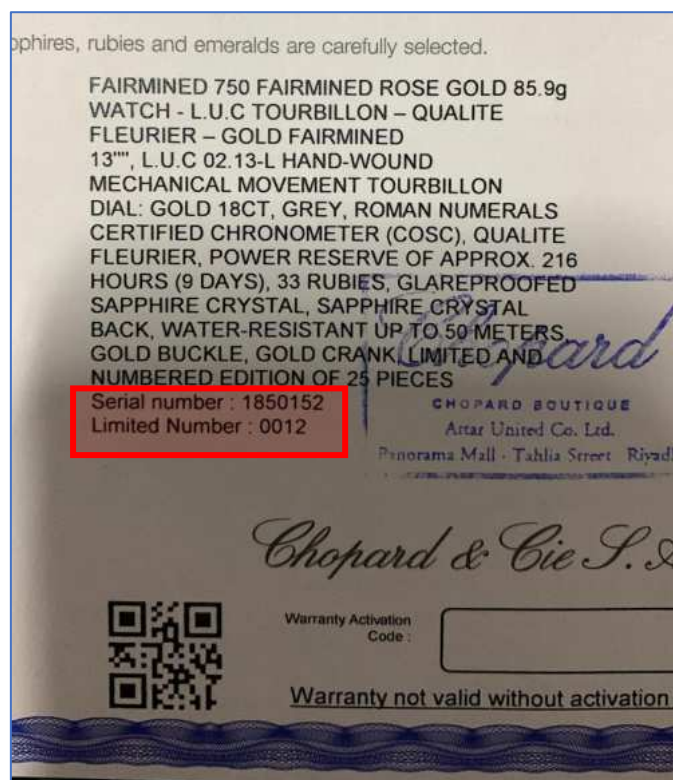 ophires, rubies and emeralds are carefully selected.
FAIRMINED 750 FAIRMINED ROSE GOLD 85.9g
WATCH - L.U.C TOURBILLON – QUALITE
FLEURIER – GOLD FAIRMINED
13"", L.U.C 02.13-L HAND-WOUND
MECHANICAL MOVEMENT TOURBILLON
DIAL: GOLD 18CT, GREY, ROMAN NUMERALS
CERTIFIED CHRONOMETER (COSC), QUALITE
FLEURIER, POWER RESERVE OF APPROX. 216
HOURS (9 DAYS), 33 RUBIES, GLAREPROOFED
SAPPHIRE CRYSTAL, SAPPHIRE CRYSTAL
BACK, WATER-RESISTANT UP TO 50 METERS,
GOLD BUCKLE, GOLD CRANK, LIMITED AND
NUMBERED EDITION OF 25 PIECES
Serial number : 1850152
Limited Number : 0012
Chopard
CHOPARD BOUTIQUE
Attar United Co. Ltd.
Panorama Mall - Tahlia Street Riyad
Chopard & Cie S.A
Warranty Activation
Code :
Warranty not valid without activation